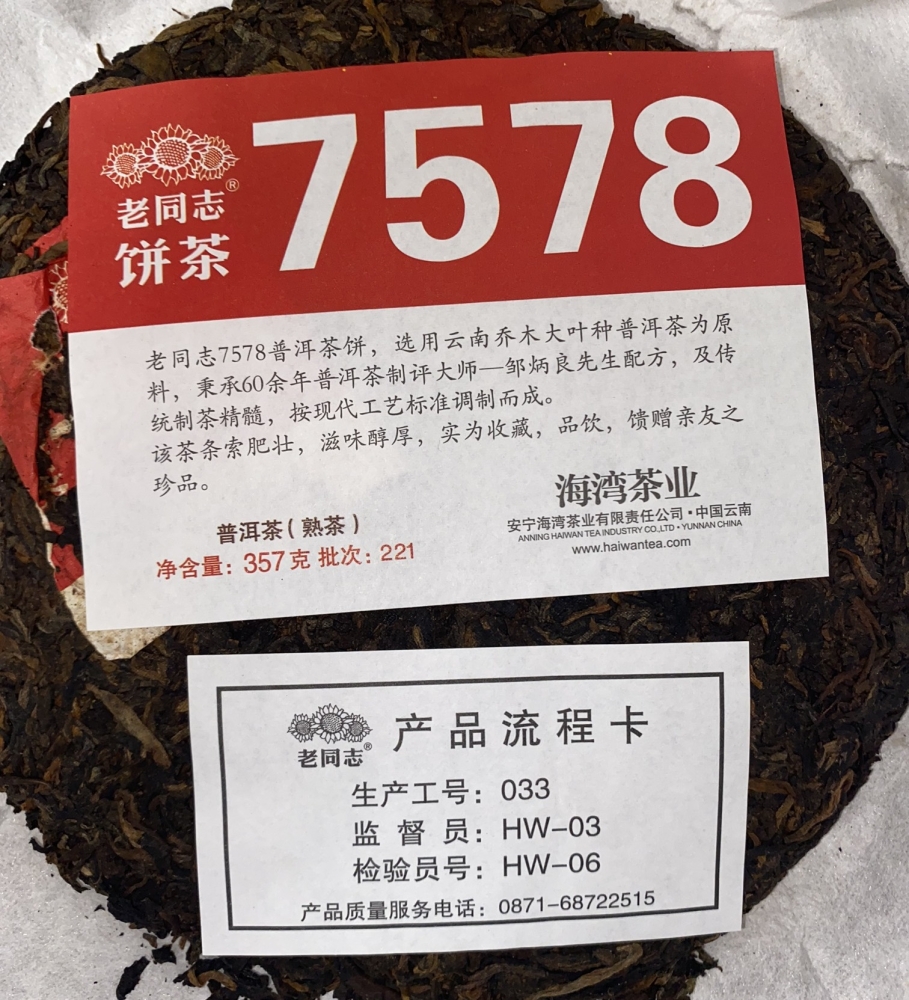 7578
老同志®
饼茶
老同志7578普洱茶饼，选用云南乔木大叶种普洱茶为原
料，秉承60余年普洱茶制评大师—邹炳良先生配方，及传
统制茶精髓，按现代工艺标准调制而成。
该茶条索肥壮，滋味醇厚，实为收藏，品饮，馈赠亲友之
珍品。
普洱茶（熟茶）
净含量：357克 批次：221
海湾茶业
安宁海湾茶业有限责任公司·中国云南
ANNING HAIWAN TEA INDUSTRY CO.,LTD • YUNNAN CHINA
www.haiwantea.com
老同志®
产品流程卡
生产工号：033
监督员：HW-03
检验员号：HW-06
产品质量服务电话：0871-68722515